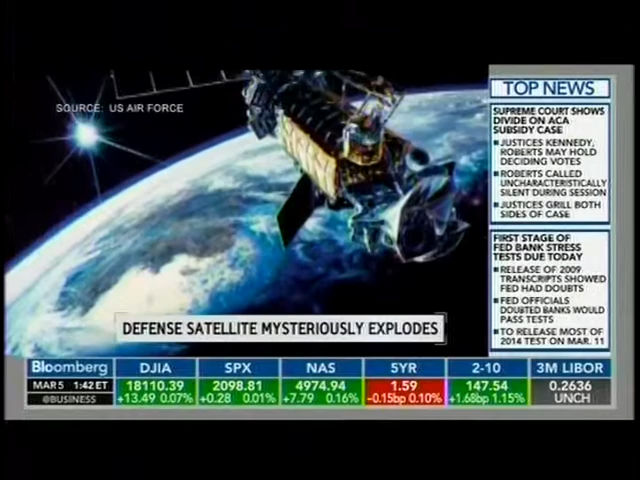 SOURCE: US AIR FORCE
TOP NEWS
SUPREME COURT SHOWS
DIVIDE ON ACA
SUBSIDY CASE
JUSTICES KENNEDY,
ROBERTS MAY HOLD
DECIDING VOTES
ROBERTS CALLED
UNCHARACTERISTICALLY
SILENT DURING SESSION
JUSTICES GRILL BOTH
SIDES OF CASE
FIRST STAGE OF
FED BANK STRESS
TESTS DUE TODAY
RELEASE OF 2009
TRANSCRIPTS SHOWED
FED HAD DOUBTS
FED OFFICIALS
DOUBTED BANKS WOULD
PASS TESTS
TO RELEASE MOST OF
2014 TEST ON MAR. 11
DEFENSE SATELLITE MYSTERIOUSLY EXPLODES
Bloomberg DJIA SPX NAS 5YR 2-10 3M LIBOR
MAR 5 1:42 ET 18110.39 2098.81 4974.94 1.59 147.54 0.2636
@BUSINESS +13.49 0.07% +0.28 0.01% +7.79 0.16% -0.15bp 0.10% +1.68bp 1.15% UNCH